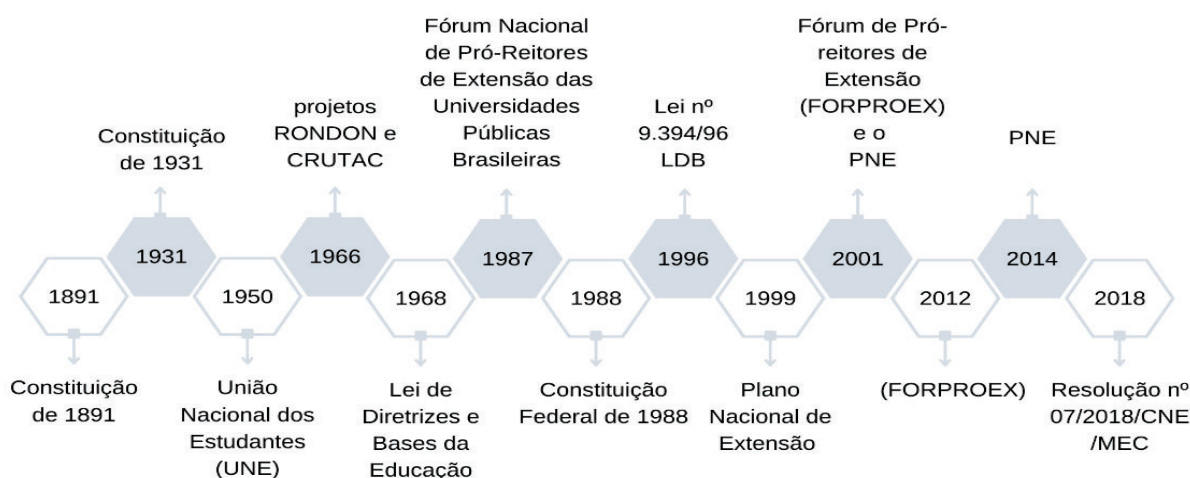 Constituição
de 1931
projetos
RONDON e
CRUTAC
Fórum Nacional
de Pró-Reitores
de Extensão das
Universidades
Públicas
Brasileiras
Lei nº
9.394/96
LDB
Fórum de Pró-
reitores de
Extensão
(FORPROEX)
e o
PNE
PNE
1931
1966
1987
1996
2001
2014
1891
1950
1968
1988
1999
2012
2018
Constituição
de 1891
União
Nacional dos
Estudantes
(UNE)
Lei de
Diretrizes e
Bases da
Educação
Constituição
Federal de 1988
Plano
Nacional de
Extensão
(FORPROEX)
Resolução nº
07/2018/CNE
/MEC